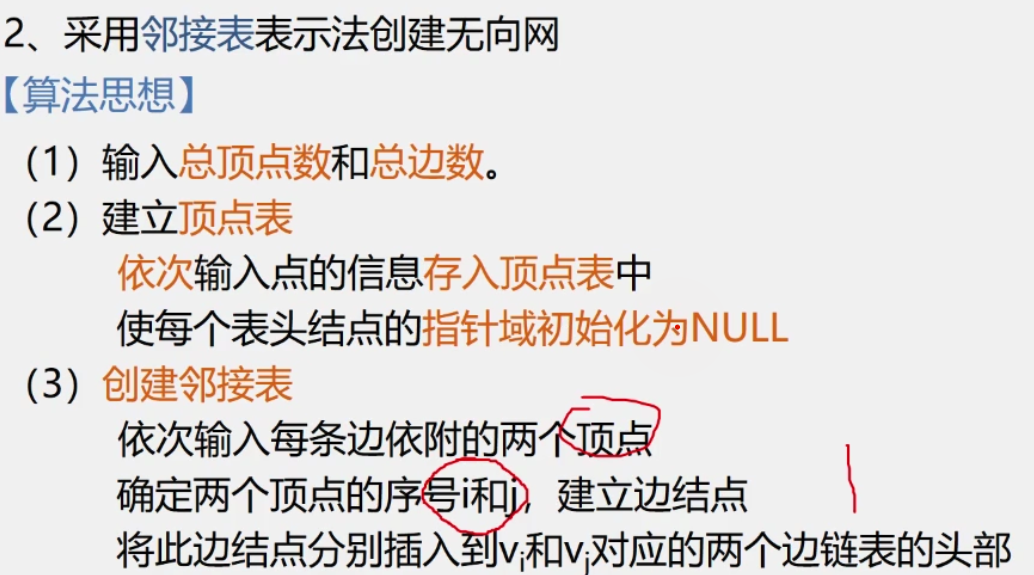 2、采用邻接表表示法创建无向网
【算法思想】
（1）输入总顶点数和总边数。
（2）建立顶点表
依次输入点的信息存入顶点表中
使每个表头结点的指针域初始化为NULL
（3）创建邻接表
依次输入每条边依附的两个顶点
确定两个顶点的序号i和j，建立边结点
将此边结点分别插入到vi和vj对应的两个边链表的头部